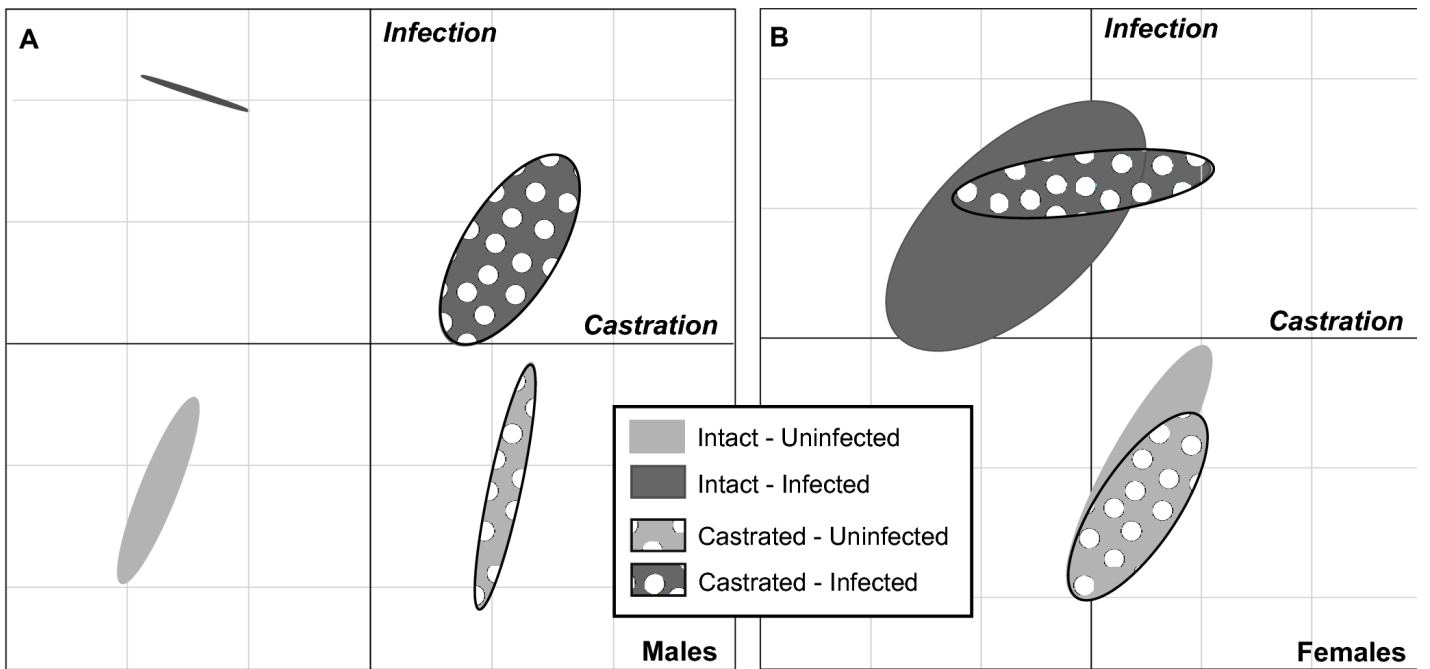 A
Infection
Castration
Males
B
Infection
Castration
Females
Intact - Uninfected
Intact - Infected
Castrated - Uninfected
Castrated - Infected